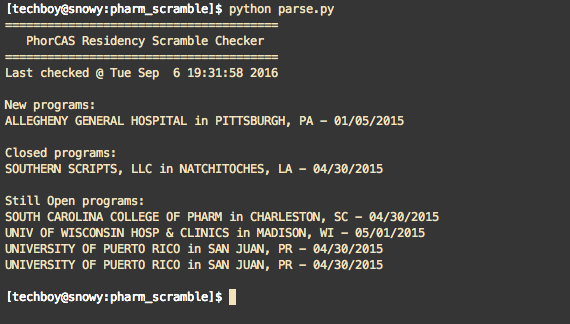 [techboy@snowy:pharm_scramble]$ python parse.py
======================================
   PhorCAS Residency Scramble Checker
======================================
Last checked @ Tue Sep  6 19:31:58 2016

New programs:
ALLEGHENY GENERAL HOSPITAL in PITTSBURGH, PA - 01/05/2015

Closed programs:
SOUTHERN SCRIPTS, LLC in NATCHITOCHES, LA - 04/30/2015

Still Open programs:
SOUTH CAROLINA COLLEGE OF PHARM in CHARLESTON, SC - 04/30/2015
UNIV OF WISCONSIN HOSP & CLINICS in MADISON, WI - 05/01/2015
UNIVERSITY OF PUERTO RICO in SAN JUAN, PR - 04/30/2015
UNIVERSITY OF PUERTO RICO in SAN JUAN, PR - 04/30/2015

[techboy@snowy:pharm_scramble]$